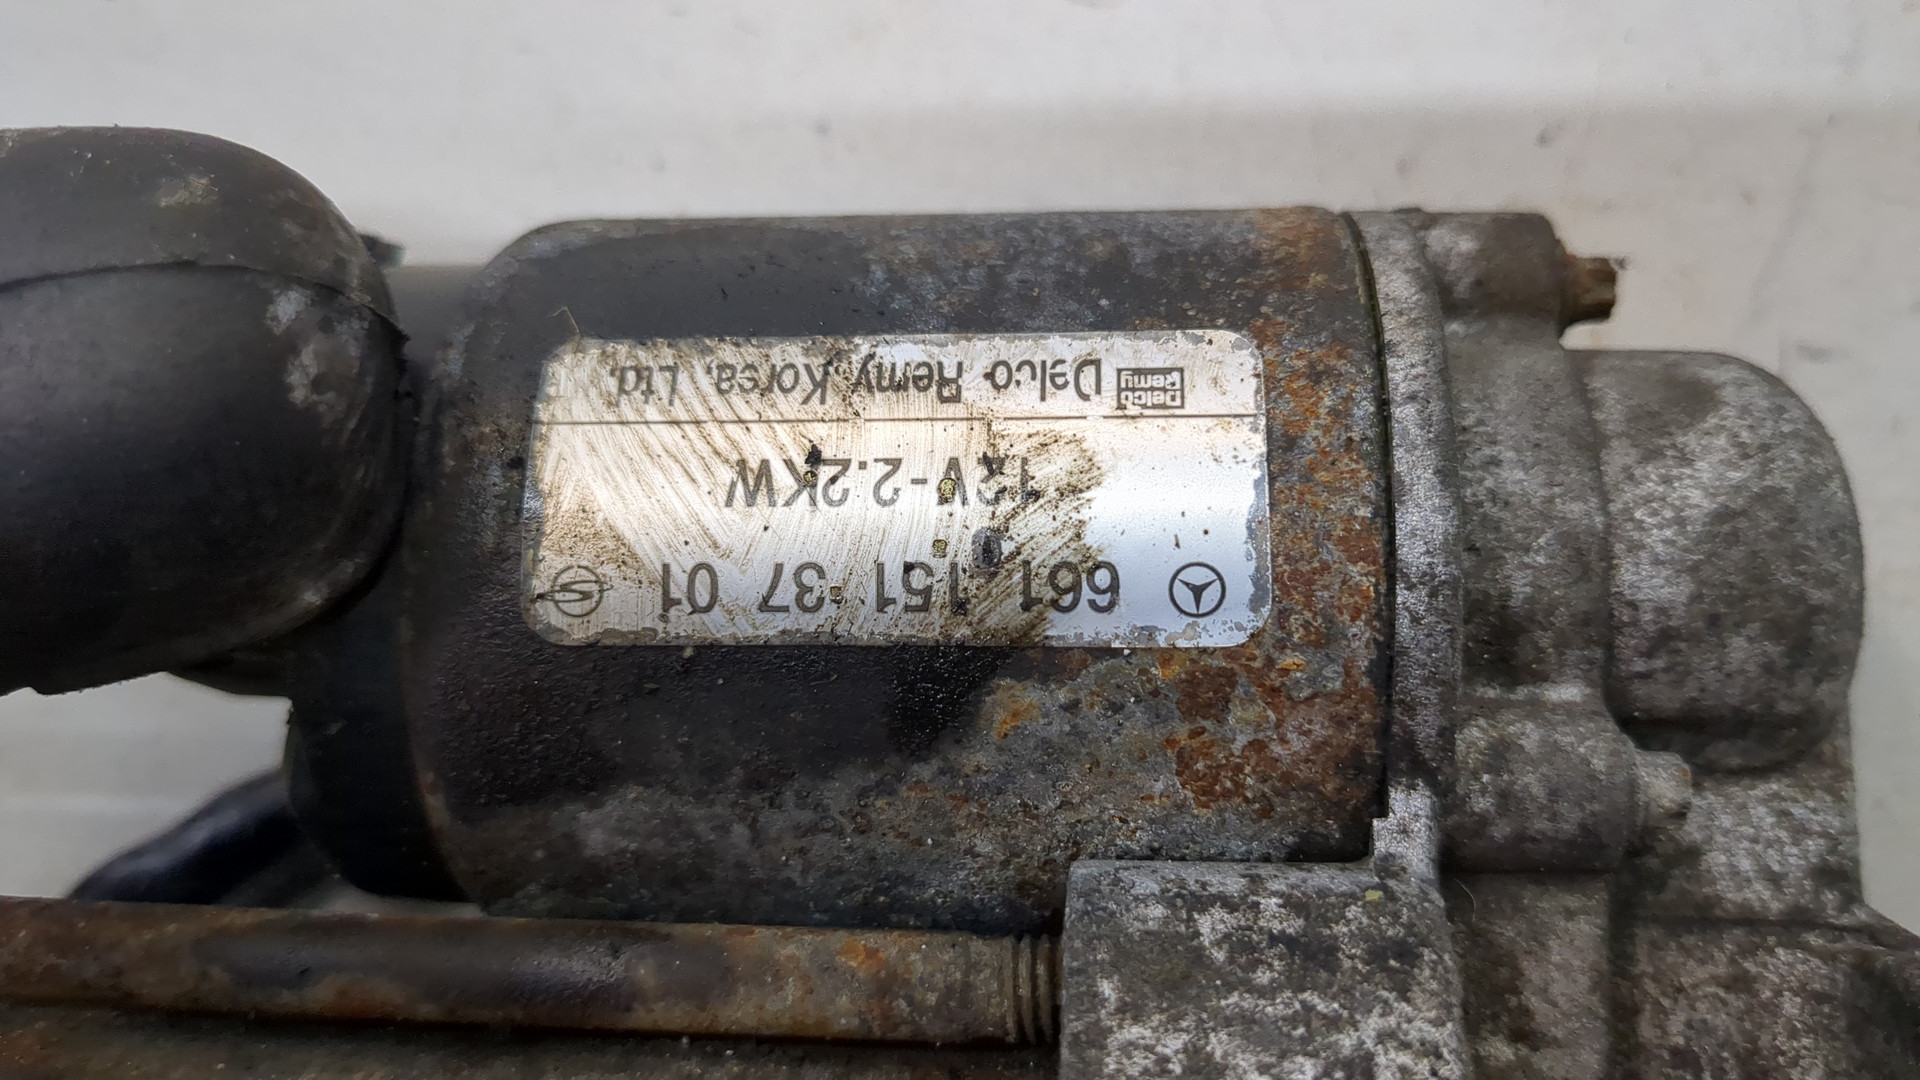 661 151 37 01
12V-2.2KW
Delco Remy Delco Remy, Korea, Ltd.